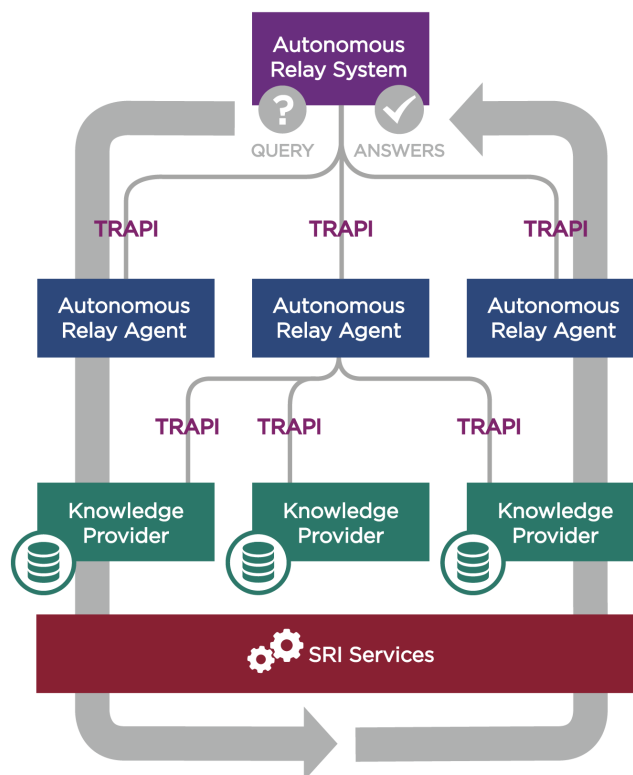 Autonomous
Relay System
?
QUERY
ANSWERS
TRAPI
TRAPI
TRAPI
Autonomous
Relay Agent
Autonomous
Relay Agent
Autonomous
Relay Agent
TRAPI
TRAPI
TRAPI
Knowledge
Provider
Knowledge
Provider
Knowledge
Provider
SRI Services